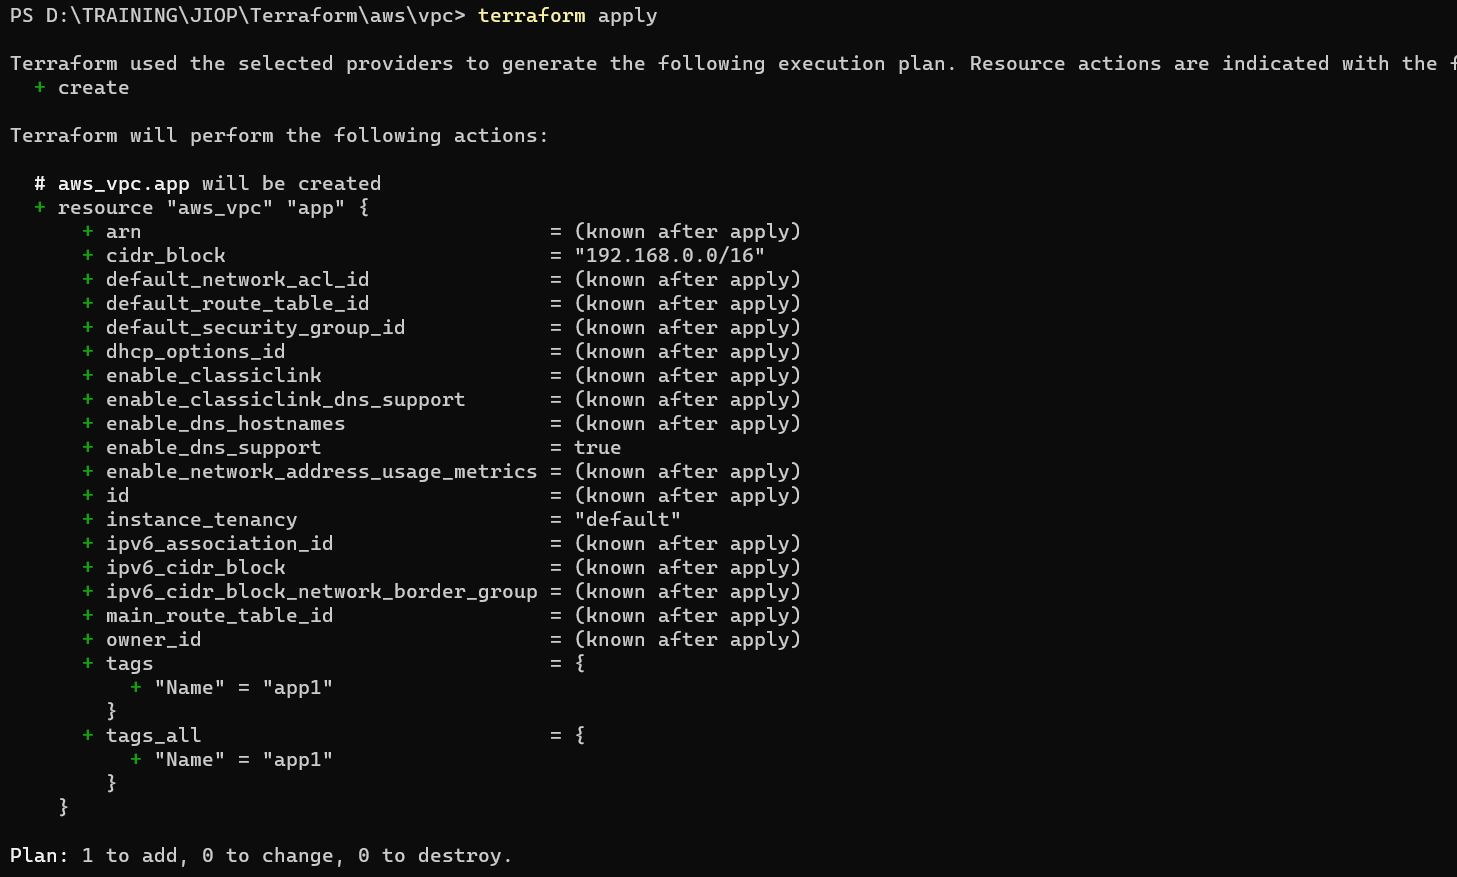 PS D:\TRAINING\JIOP\Terraform\aws\vpc> terraform apply
Terraform used the selected providers to generate the following execution plan. Resource actions are indicated with the
+ create
Terraform will perform the following actions:
# aws_vpc.app will be created
+ resource "aws_vpc" "app" {
+ arn = (known after apply)
+ cidr_block = "192.168.0.0/16"
+ default_network_acl_id = (known after apply)
+ default_route_table_id = (known after apply)
+ default_security_group_id = (known after apply)
+ dhcp_options_id = (known after apply)
+ enable_classiclink = (known after apply)
+ enable_classiclink_dns_support = (known after apply)
+ enable_dns_hostnames = (known after apply)
+ enable_dns_support = true
+ enable_network_address_usage_metrics = (known after apply)
+ id = (known after apply)
+ instance_tenancy = "default"
+ ipv6_association_id = (known after apply)
+ ipv6_cidr_block = (known after apply)
+ ipv6_cidr_block_network_border_group = (known after apply)
+ main_route_table_id = (known after apply)
+ owner_id = (known after apply)
+ tags = {
+ "Name" = "app1"
}
+ tags_all = {
+ "Name" = "app1"
}
}
Plan: 1 to add, 0 to change, 0 to destroy.